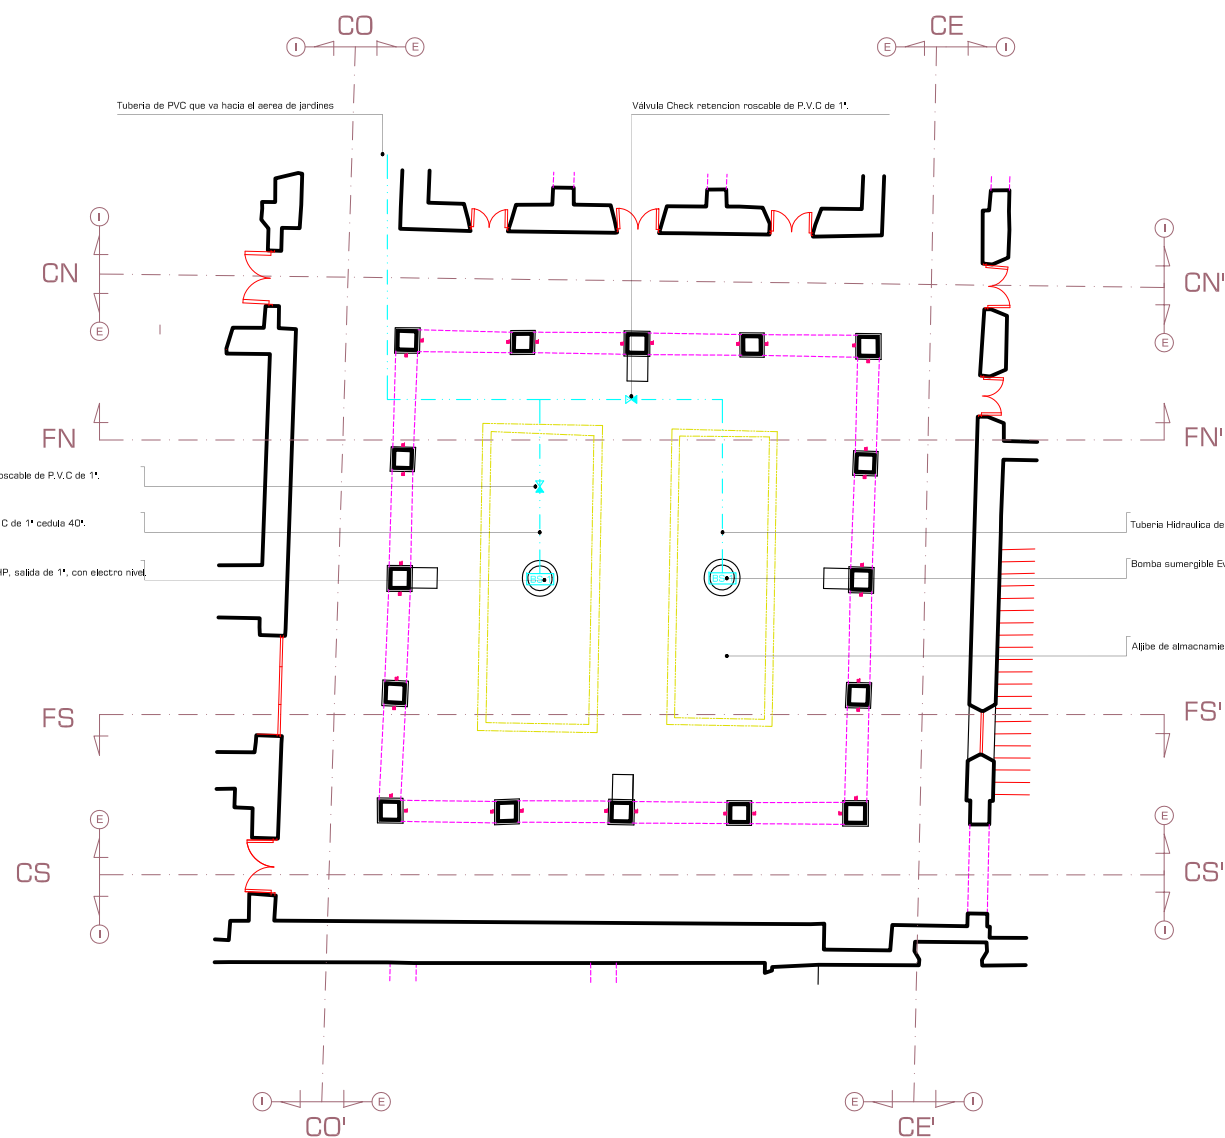 CO
CE
I
E
E
I
Tuberia de PVC que va hacia el aerea de jardines
Válvula Check retencion roscable de P.V.C de 1".
I
I
CN
CN'
E
E
FN
FN'
oscable de P.V.C de 1".
C de 1" cedula 40".
Tuberia Hidraulica de
HP, salida de 1", con electro nivel.
Bomba sumergible Ev
Aljibe de almacnamie
FS
FS'
E
E
CS
CS'
I
I
I
E
E
I
CO'
CE'